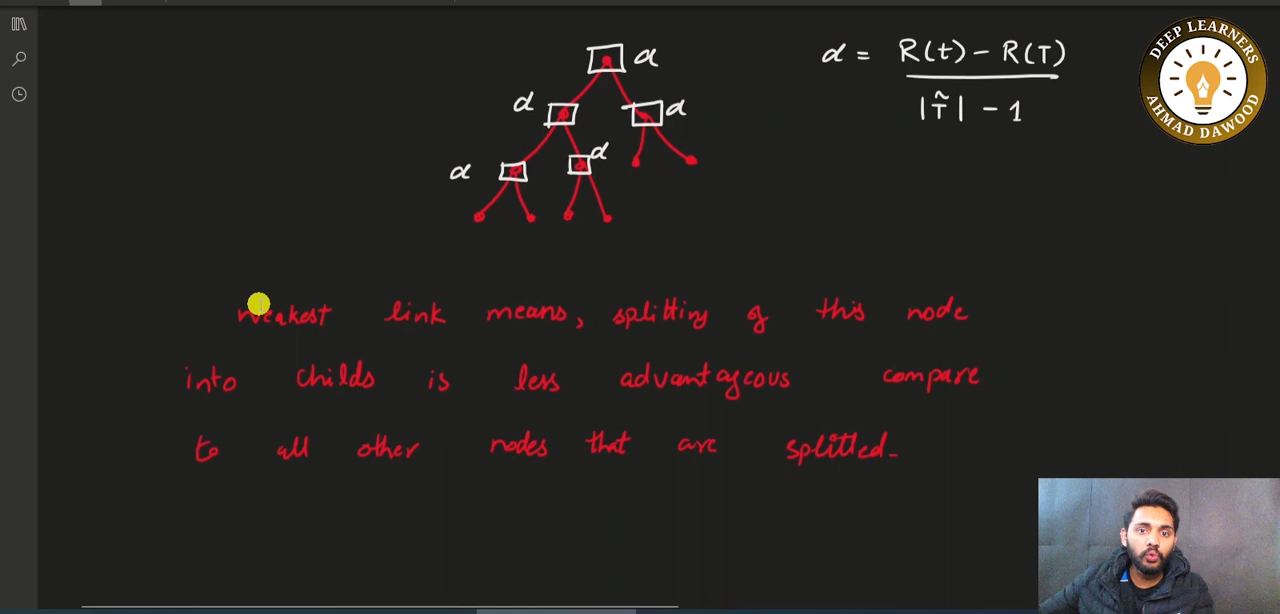 α
α = R(t) - R(T) / |T̃| - 1
α
α
α
α
weakest link means, splitting of this node
into childs is less advantageous compare
to all other nodes that are splitted.
DEEP LEARNERS
AHMAD DAWOOD